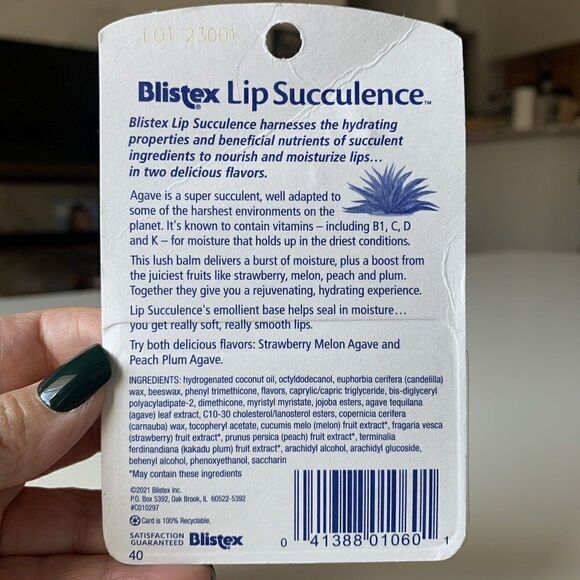 LOT 23001
Blistex® Lip Succulence™
Blistex Lip Succulence harnesses the hydrating
properties and beneficial nutrients of succulent
ingredients to nourish and moisturize lips...
in two delicious flavors.
Agave is a super succulent, well adapted to
some of the harshest environments on the
planet. It's known to contain vitamins – including B1, C, D
and K – for moisture that holds up in the driest conditions.
This lush balm delivers a burst of moisture, plus a boost from
the juiciest fruits like strawberry, melon, peach and plum.
Together they give you a rejuvenating, hydrating experience.
Lip Succulence's emollient base helps seal in moisture...
you get really soft, really smooth lips.
Try both delicious flavors: Strawberry Melon Agave and
Peach Plum Agave.
INGREDIENTS: hydrogenated coconut oil, octyldodecanol, euphorbia cerifera (candelilla)
wax, beeswax, phenyl trimethicone, flavors, caprylic/capric triglyceride, bis-diglyceryl
polyacyladipate-2, dimethicone, myristyl myristate, jojoba esters, agave tequilana
(agave) leaf extract, C10-30 cholesterol/lanosterol esters, copernicia cerifera
(carnauba) wax, tocopheryl acetate, cucumis melo (melon) fruit extract*, fragaria vesca
(strawberry) fruit extract*, prunus persica (peach) fruit extract*, terminalia
ferdinandiana (kakadu plum) fruit extract*, arachidyl alcohol, arachidyl glucoside,
behenyl alcohol, phenoxyethanol, saccharin
*May contain these ingredients
©2021 Blistex Inc.
P.O. Box 5392, Oak Brook, IL 60522-5392
#C010297
Card is 100% Recyclable.
SATISFACTION
GUARANTEED Blistex®
40
0 41388 01060 1